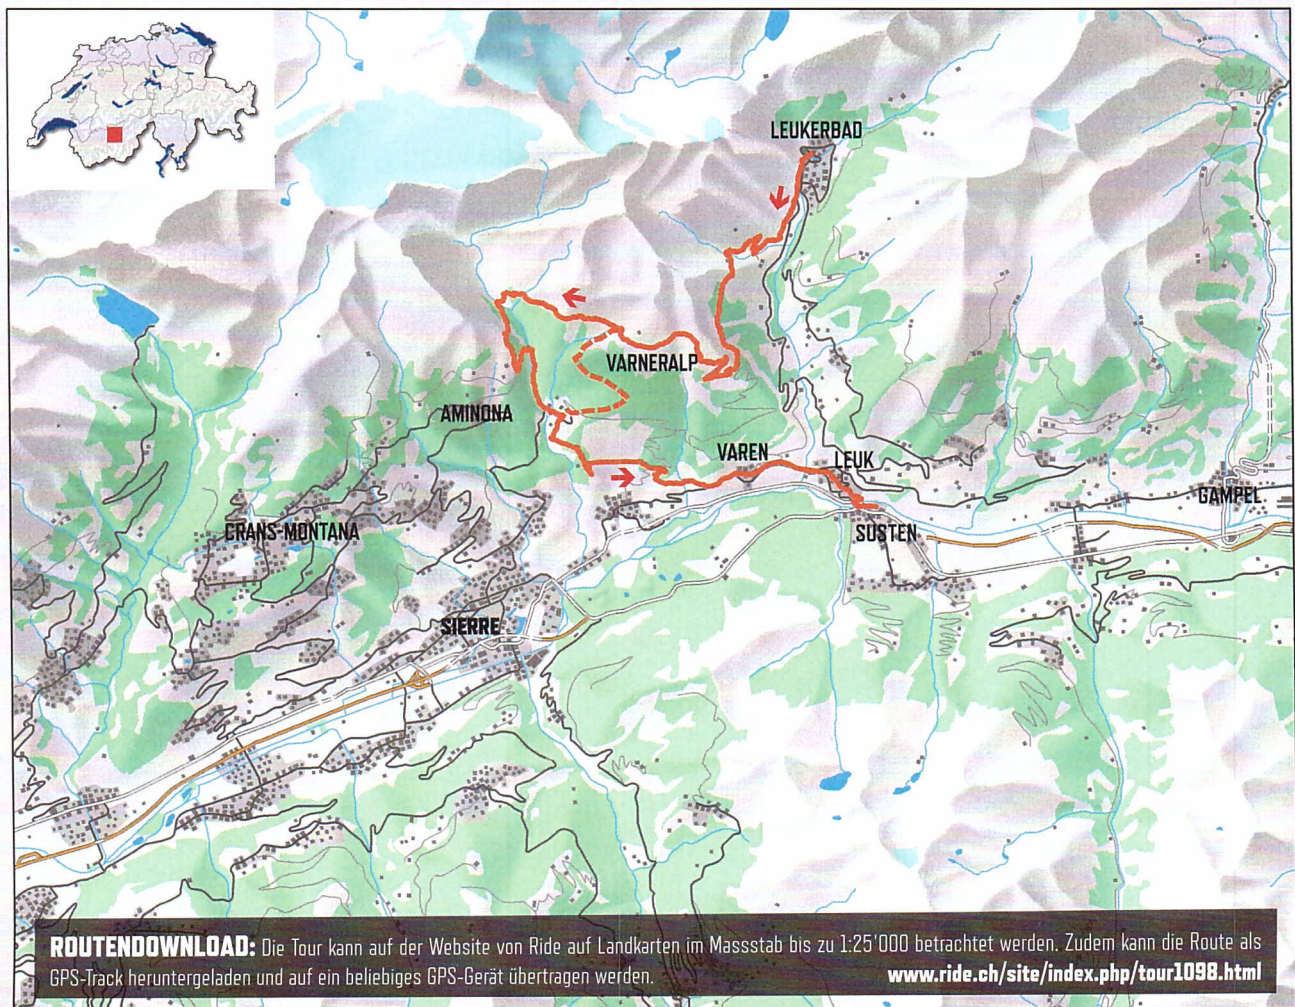 LEUKERBAD
VARNERALP
AMINONA
VAREN
LEUK
GAMPEL
CRANS-MONTANA
SUSTEN
SIERRE
ROUTENDOWNLOAD: Die Tour kann auf der Website von Ride auf Landkarten im Massstab bis zu 1:25'000 betrachtet werden. Zudem kann die Route als
GPS-Track heruntergeladen und auf ein beliebiges GPS-Gerät übertragen werden. www.ride.ch/site/index.php/tour1098.html